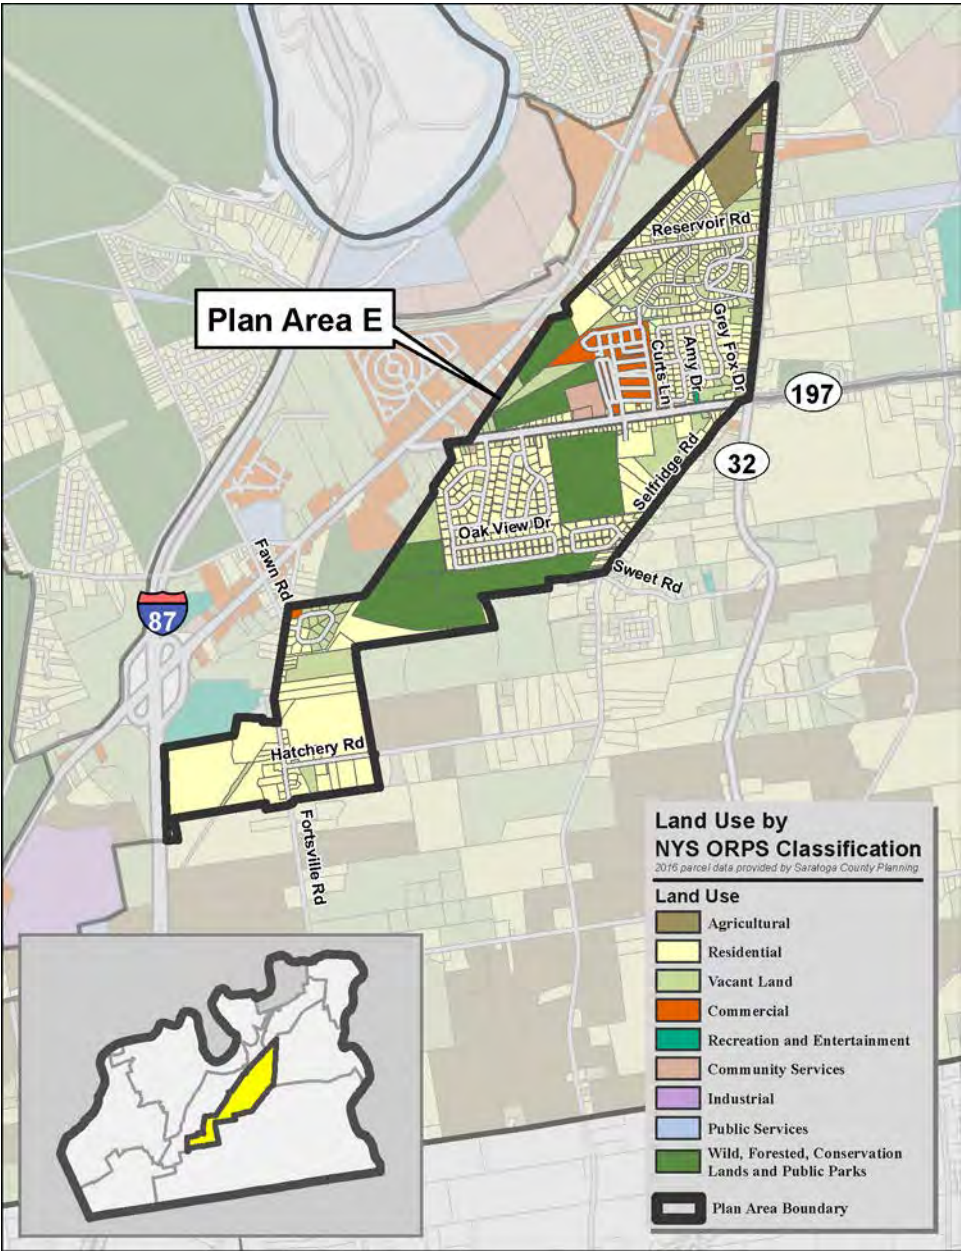 Reservoir Rd
Plan Area E
Grey Fox Dr
Amy Dr
Curts Ln
197
32
Selfridge Rd
Oak View Dr
Sweet Rd
Fawn Rd
87
Hatchery Rd
Fortsville Rd
Land Use by
NYS ORPS Classification
2016 parcel data provided by Saratoga County Planning
Land Use
Agricultural
Residential
Vacant Land
Commercial
Recreation and Entertainment
Community Services
Industrial
Public Services
Wild, Forested, Conservation
Lands and Public Parks
Plan Area Boundary